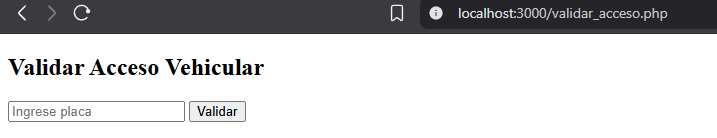 localhost:3000/validar_acceso.php
Validar Acceso Vehicular
Ingrese placa Validar